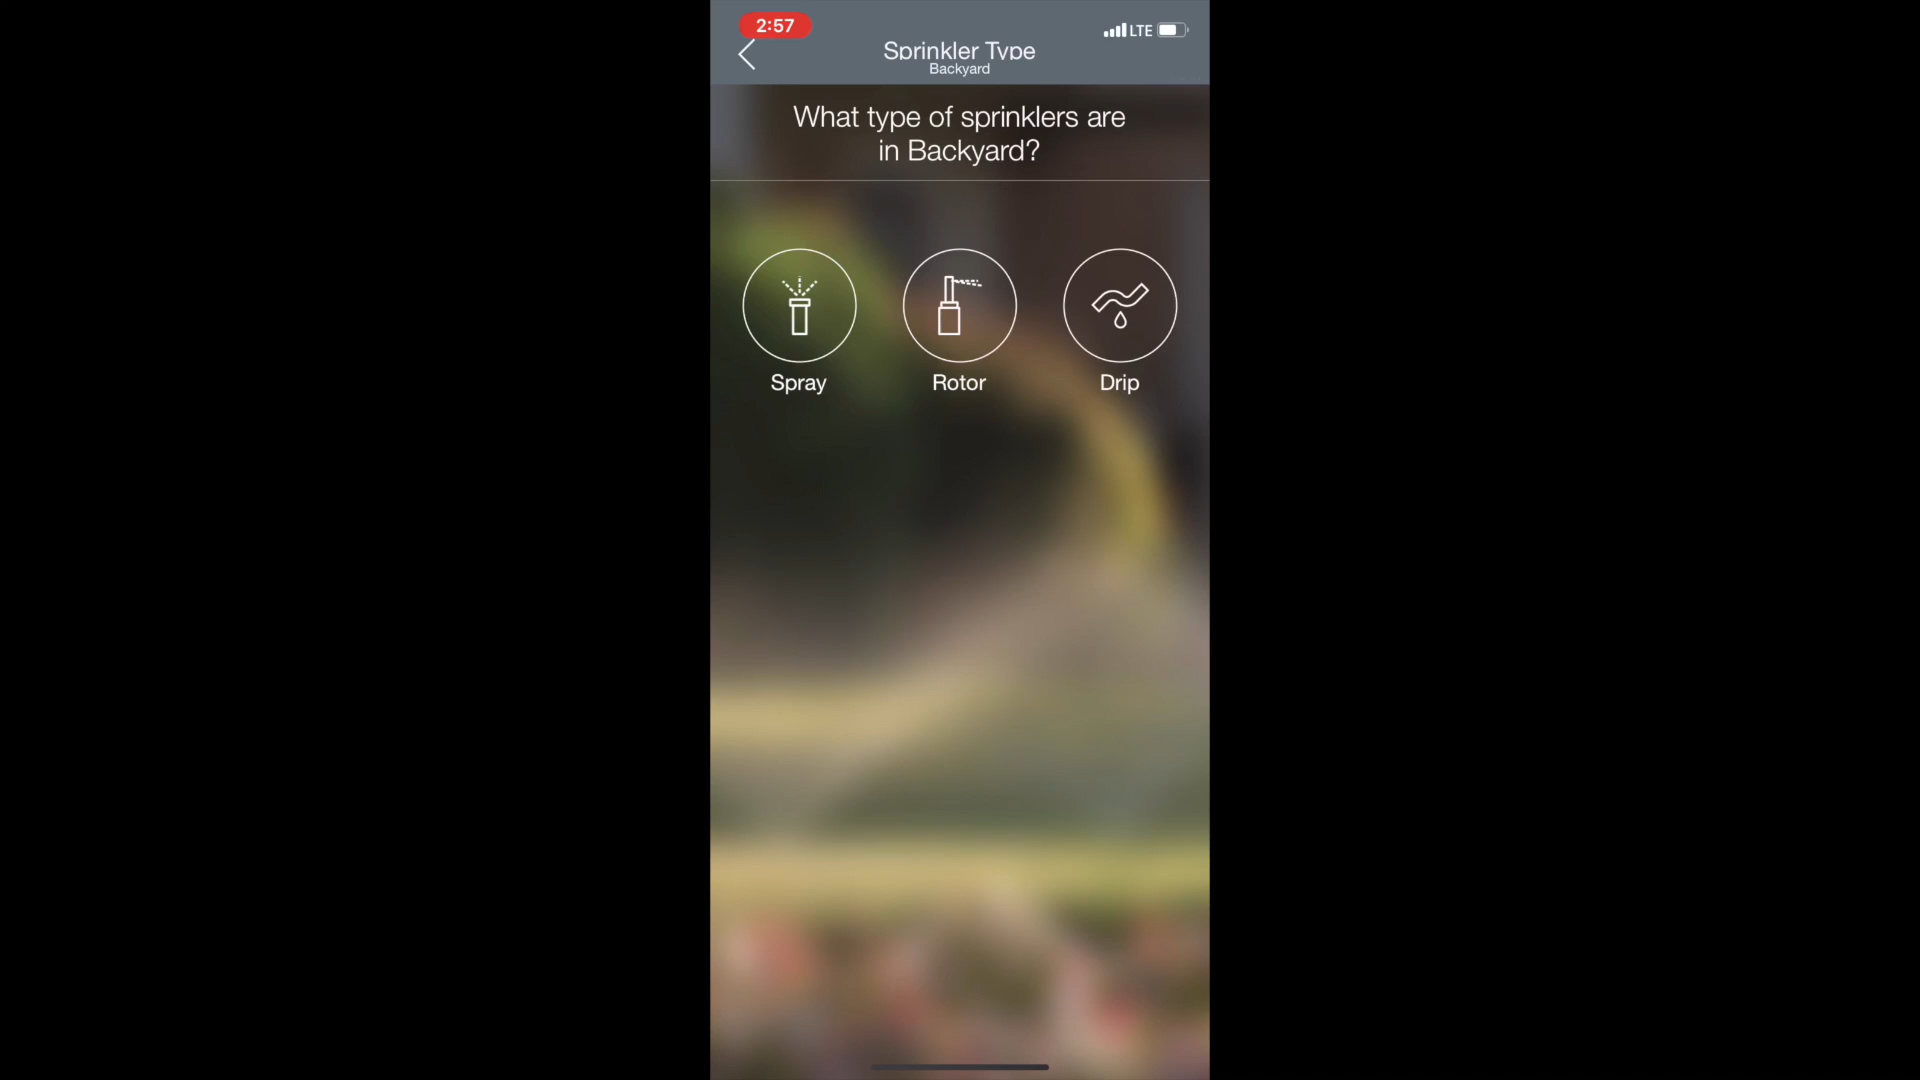 2:57
LTE
Sprinkler Type
Backyard
What type of sprinklers are
in Backyard?
Spray
Rotor
Drip